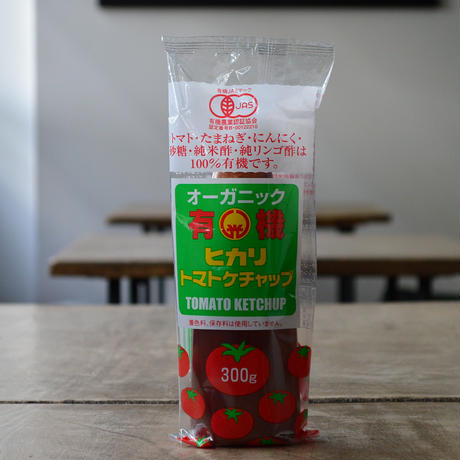 有機JASマーク
JAS
有機農業認証協会
トマト・たまねぎ・にんにく・
砂糖・純米酢・純リンゴ酢は
100%有機です。
オーガニック
有光機
ヒカリ
トマトケチャップ
TOMATO KETCHUP
着色料、保存料は使用していません。
300g